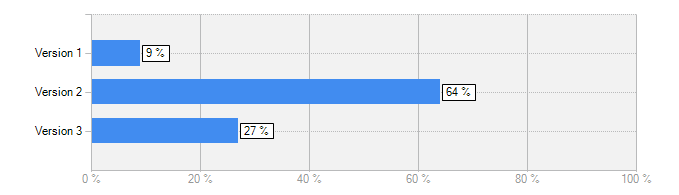 Version 1 9 %
Version 2 64 %
Version 3 27 %
0 % 20 % 40 % 60 % 80 % 100 %